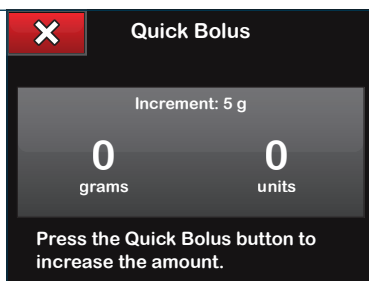 Quick Bolus
Increment: 5 g
0 0
grams units
Press the Quick Bolus button to
increase the amount.